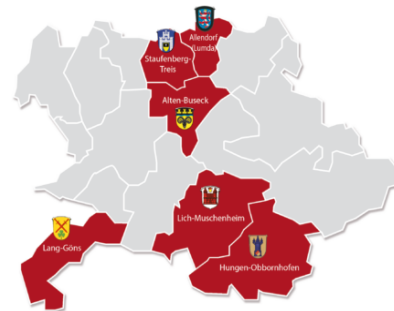 Allendorf
(Lumda)
Staufenberg-
Treis
Alten-Buseck
Lich-Muschenheim
Lang-Göns
Hungen-Obbornhofen